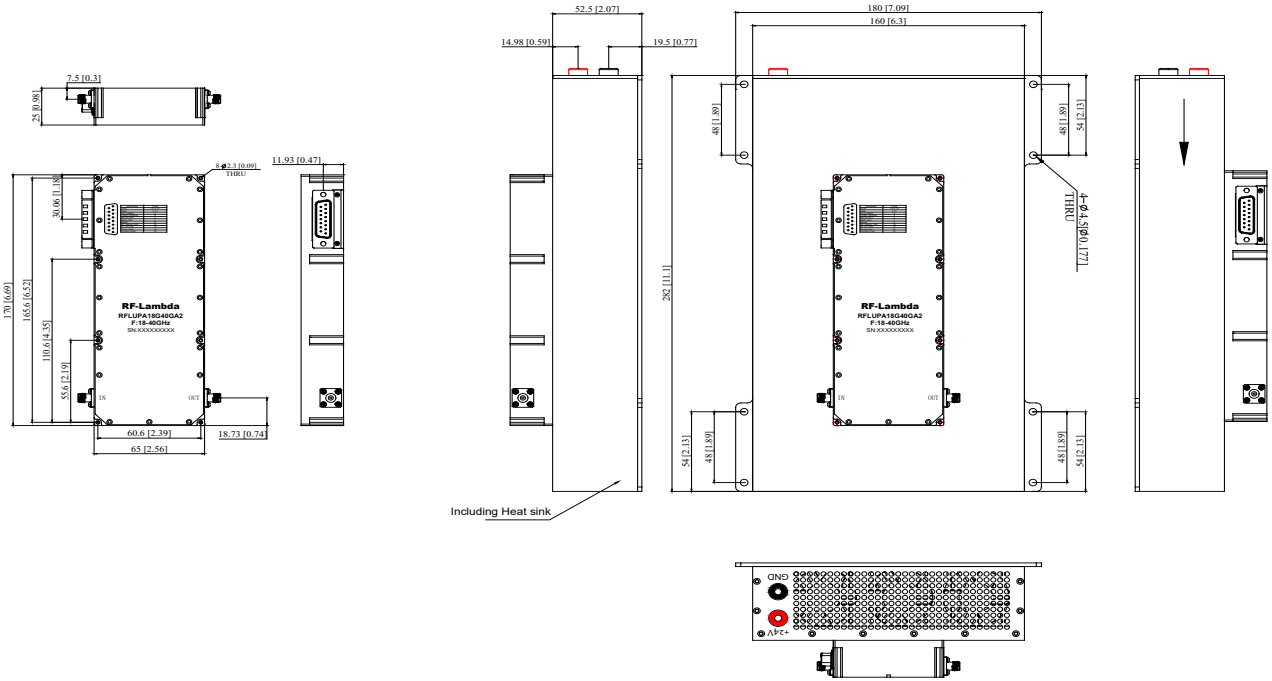 52.5 [2.07]
14.98 [0.59]
19.5 [0.77]
180 [7.09]
160 [6.3]
7.5 [0.3]
25 [0.98]
8-ϕ2.3 [0.09]
THRU
11.93 [0.47]
30.06 [1.18]
170 [6.69]
165.6 [6.52]
110.6 [4.35]
55.6 [2.19]
RF-Lambda
RFLUPA18G40GA2
F:18-40GHz
SN:XXXXXXXXX
IN
OUT
18.73 [0.74]
60.6 [2.39]
65 [2.56]
Including Heat sink
48 [1.89]
48 [1.89]
54 [2.13]
4-ϕ4.5[ϕ0.177]
THRU
282 [11.1]
RF-Lambda
RFLUPA18G40GA2
F:18-40GHz
SN:XXXXXXXXX
IN
OUT
54 [2.13]
48 [1.89]
48 [1.89]
54 [2.13]
GND
+24V